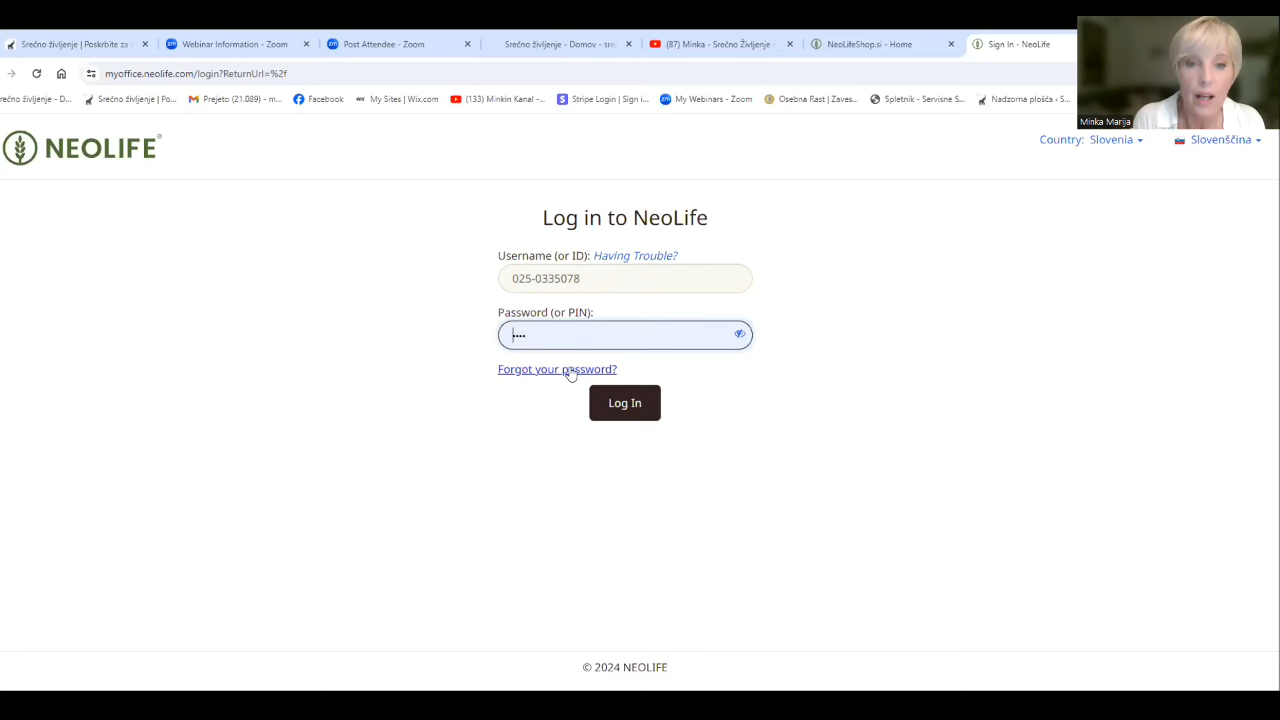 Srečno življenje | Poskrbite za
Webinar Information - Zoom
Post Attendee - Zoom
Srečno življenje - Domov - sre
(87) Minka - Srečno Življenje -
NeoLifeShop.si - Home
Sign In - NeoLife
myoffice.neolife.com/login?ReturnUrl=%2f
rečno življenje - D...
Srečno življenje | Po...
Prejeto (21.089) - m...
Facebook
WIX My Sites | Wix.com
(133) Minkin Kanal -...
Stripe Login | Sign i...
zm My Webinars - Zoom
Osebna Rast | Zaves...
Spletnik - Servisne S...
Nadzorna plošča ‹ S...
Minka Marija
NEOLIFE®
Country: Slovenia
Slovenščina
Log in to NeoLife
Username (or ID): Having Trouble?
025-0335078
Password (or PIN):
••••
Forgot your password?
Log In
© 2024 NEOLIFE